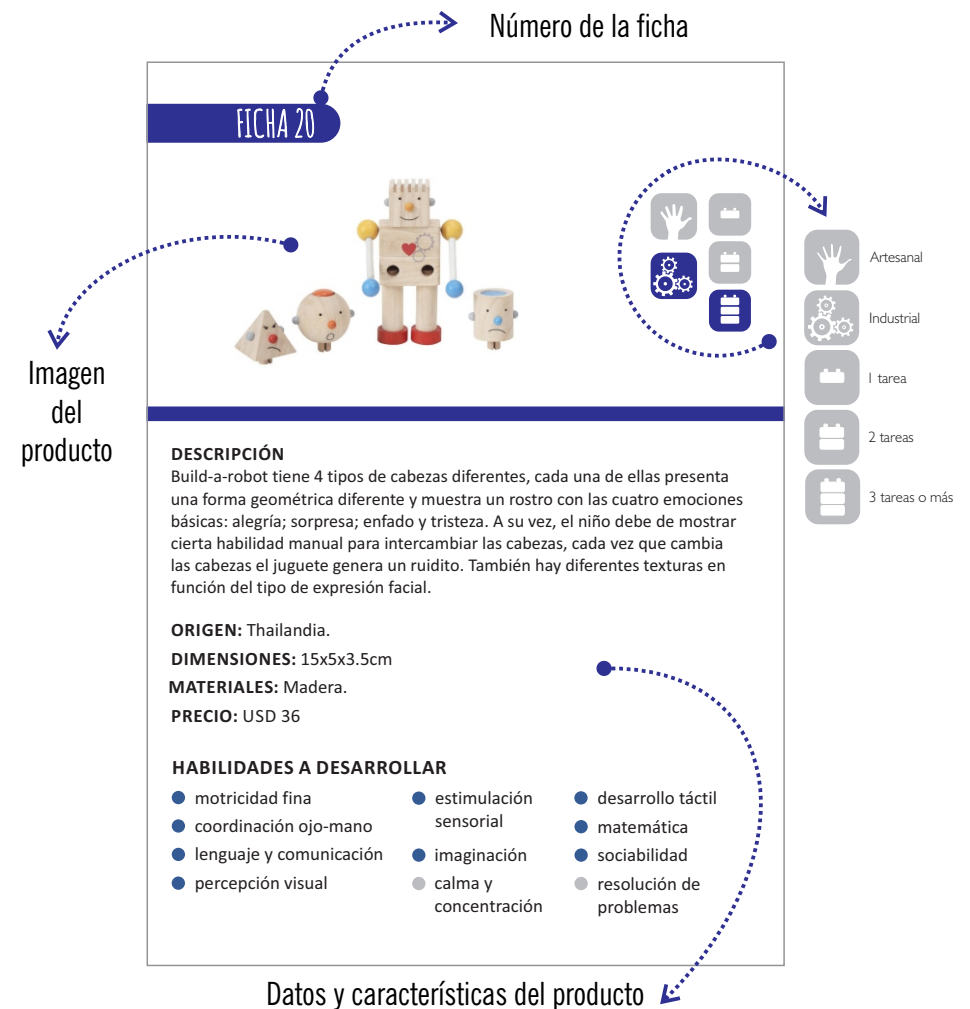 Número de la ficha
FICHA 20
Artesanal
Industrial
1 tarea
2 tareas
3 tareas o más
Imagen
del
producto
DESCRIPCIÓN
Build-a-robot tiene 4 tipos de cabezas diferentes, cada una de ellas presenta
una forma geométrica diferente y muestra un rostro con las cuatro emociones
básicas: alegría; sorpresa; enfado y tristeza. A su vez, el niño debe de mostrar
cierta habilidad manual para intercambiar las cabezas, cada vez que cambia
las cabezas el juguete genera un ruidito. También hay diferentes texturas en
función del tipo de expresión facial.
ORIGEN: Thailandia.
DIMENSIONES: 15x5x3.5cm
MATERIALES: Madera.
PRECIO: USD 36
HABILIDADES A DESARROLLAR
motricidad fina
coordinación ojo-mano
lenguaje y comunicación
percepción visual
estimulación
sensorial
imaginación
calma y
concentración
desarrollo táctil
matemática
sociabilidad
resolución de
problemas
Datos y características del producto